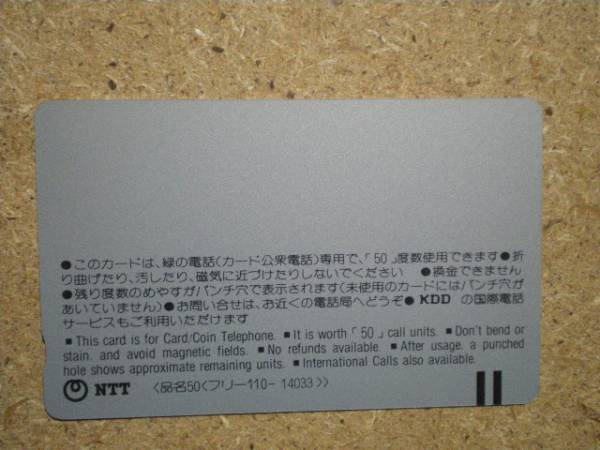 ●このカードは、緑の電話(カード公衆電話)専用で、「50」度数使用できます●折
り曲げたり、汚したり、磁気に近づけたりしないでください ●換金できません
●残り度数のめやすがパンチ穴で表示されます(未使用のカードにはパンチ穴が
あいていません)●お問い合せは、お近くの電話局へどうぞ● KDD の国際電話
サービスもご利用いただけます
■ This card is for Card/Coin Telephone. ■ It is worth「50」call units. ■ Don't bend or
stain. and avoid magnetic fields. ■ No refunds available. ■ After usage. a punched
hole shows approximate remaining units. ■ International Calls also available.
NTT 〈品名50〈フリー110- 14033〉〉